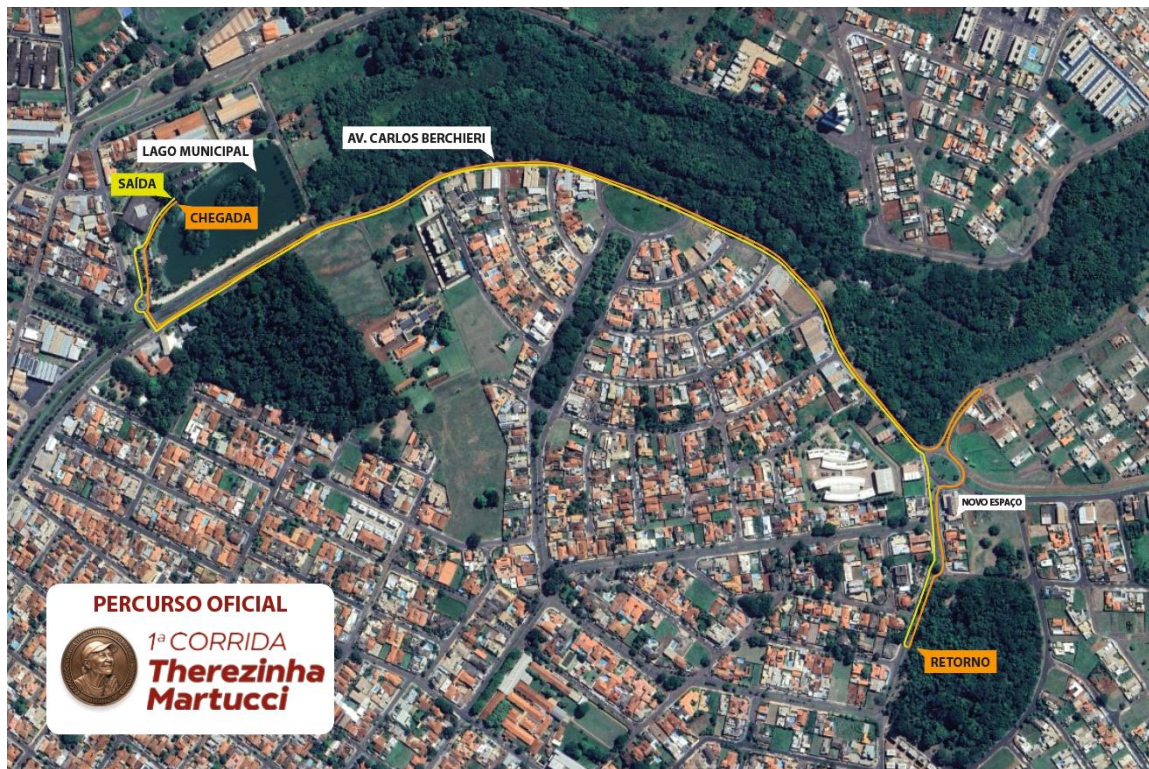 AV. CARLOS BERCHIERI
LAGO MUNICIPAL
SAÍDA
CHEGADA
NOVO ESPAÇO
RETORNO
PERCURSO OFICIAL
1ª CORRIDA
Therezinha
Martucci